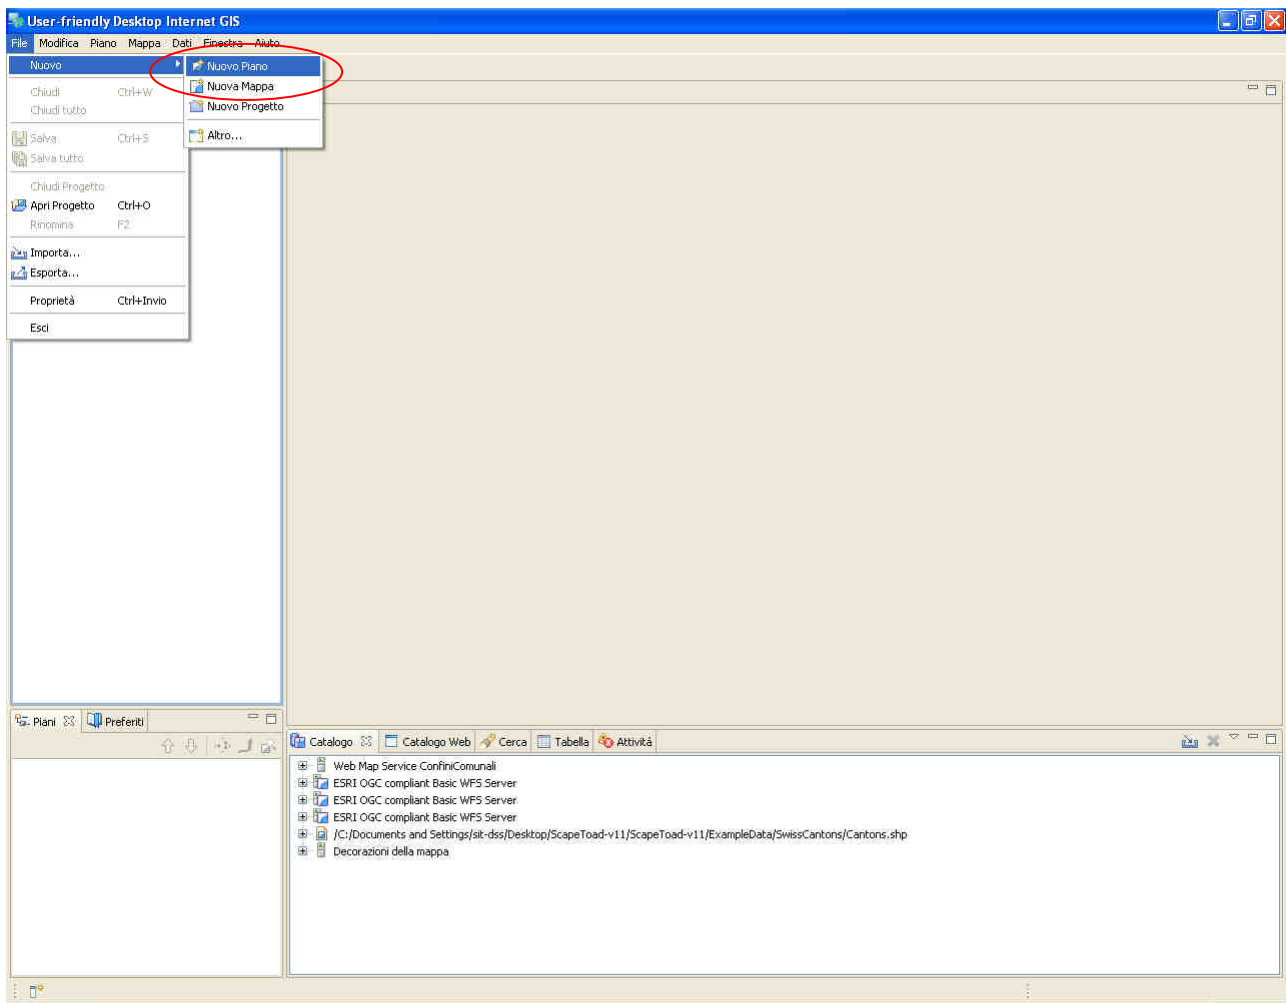 User-friendly Desktop Internet GIS
File Modifica Piano Mappa Dati Finestra Aiuto
Nuovo
Nuovo Piano
Nuova Mappa
Nuovo Progetto
Altro...
Chiudi Ctrl+W
Chiudi tutto
Salva Ctrl+S
Salva tutto
Chiudi Progetto
Apri Progetto Ctrl+O
Rinomina F2
Importa...
Esporta...
Proprietà Ctrl+Invio
Esci
Piani Preferiti
Catalogo Catalogo Web Cerca Tabella Attività
Web Map Service ConfiniComunali
ESRI OGC compliant Basic WFS Server
ESRI OGC compliant Basic WFS Server
ESRI OGC compliant Basic WFS Server
/C:/Documents and Settings/sit-dss/Desktop/ScapeToad-v11/ScapeToad-v11/ExampleData/SwissCantons/Cantons.shp
Decorazioni della mappa